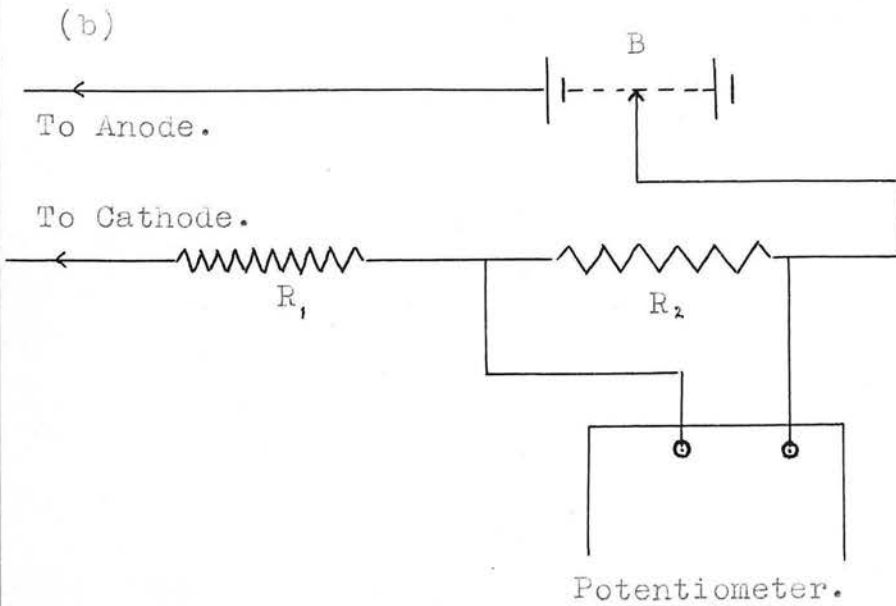 (b)
B
To Anode.
To Cathode.
R₁
R₂
Potentiometer.